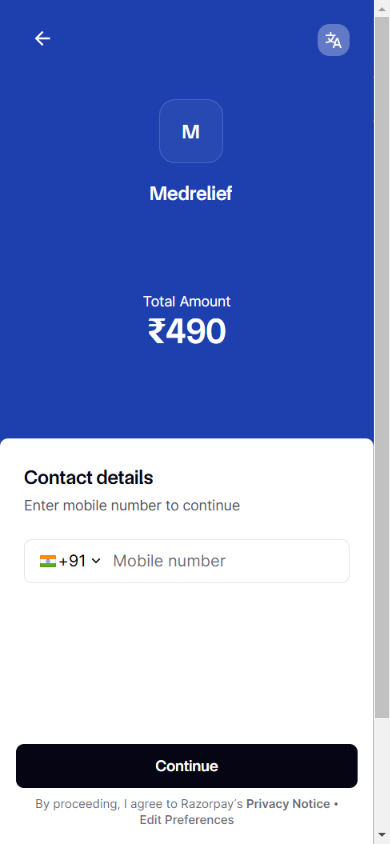 M
Medrelief
Total Amount
₹490
Contact details
Enter mobile number to continue
+91 Mobile number
Continue
By proceeding, I agree to Razorpay's Privacy Notice •
Edit Preferences